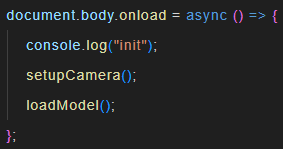 document.body.onload = async () => {
console.log("init");
setupCamera();
loadModel();
};